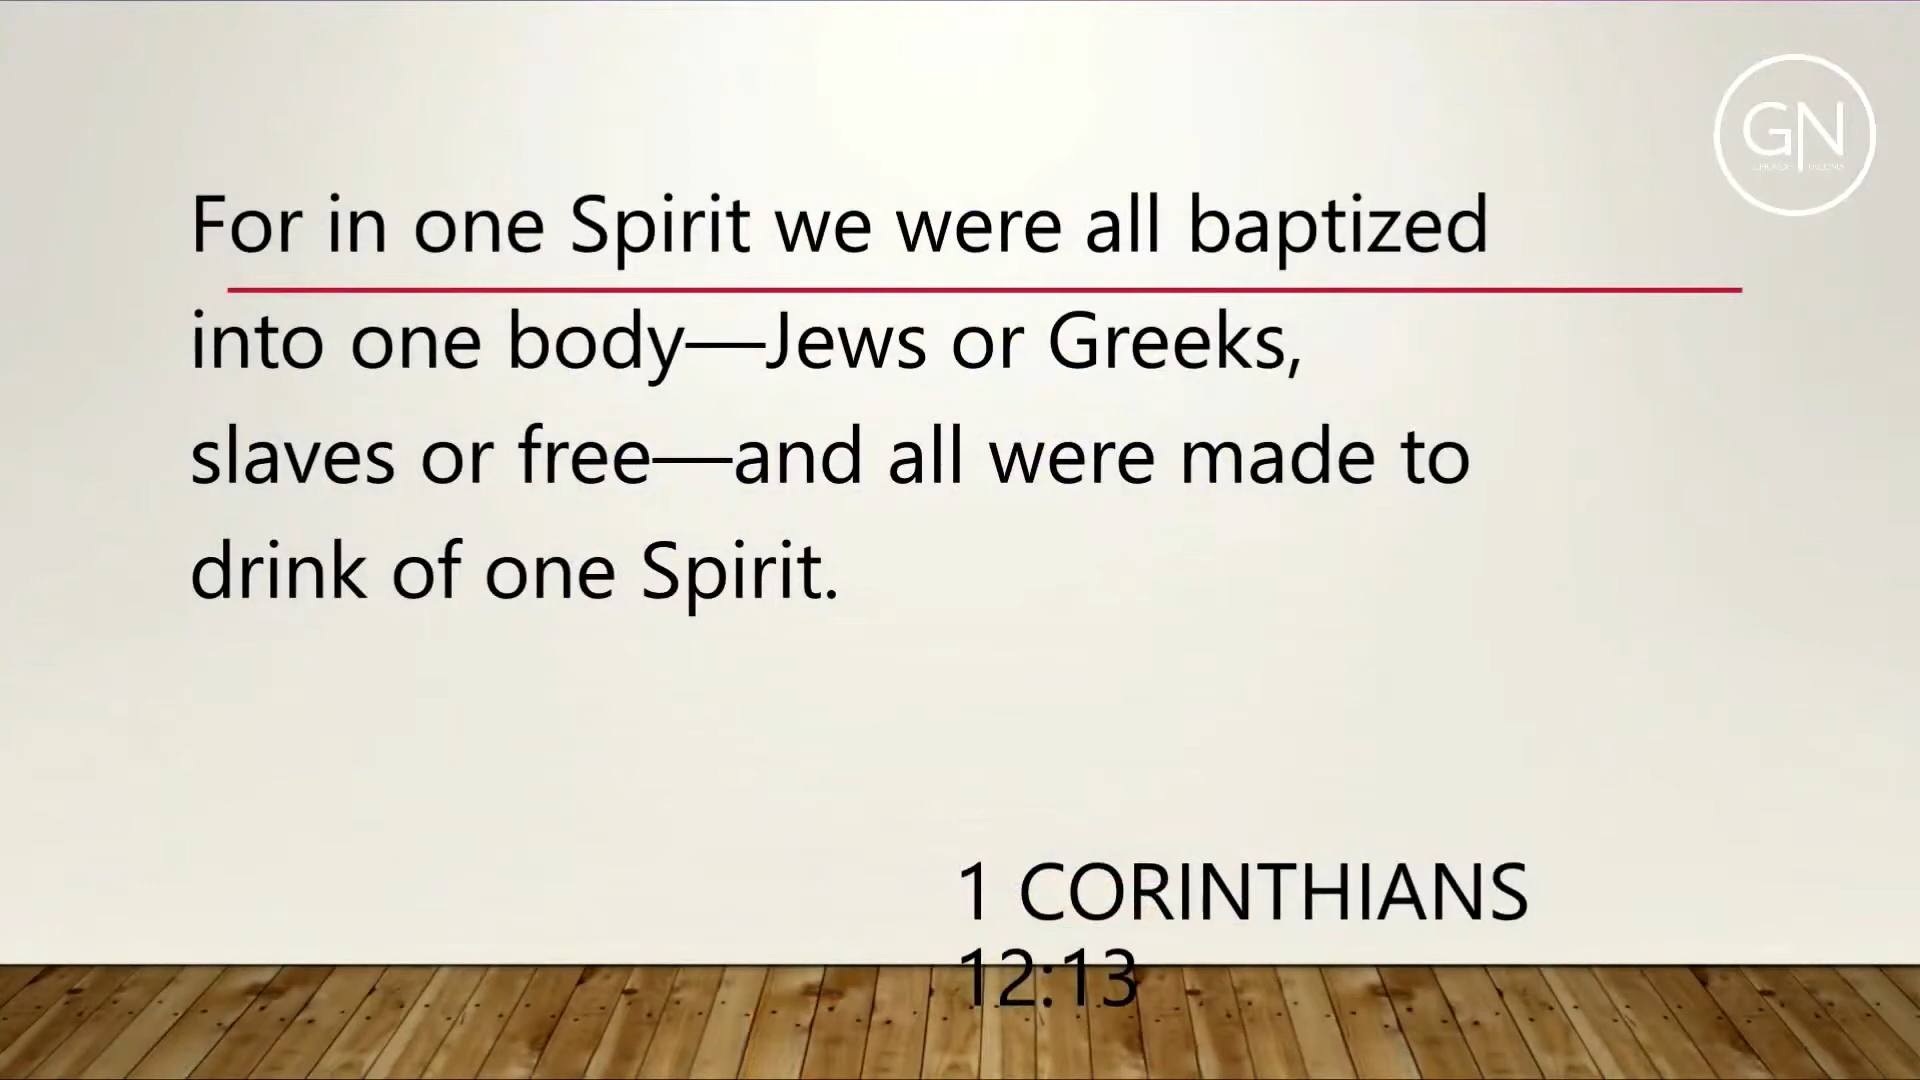 GN
For in one Spirit we were all baptized
into one body—Jews or Greeks,
slaves or free—and all were made to
drink of one Spirit.
1 CORINTHIANS
12:13